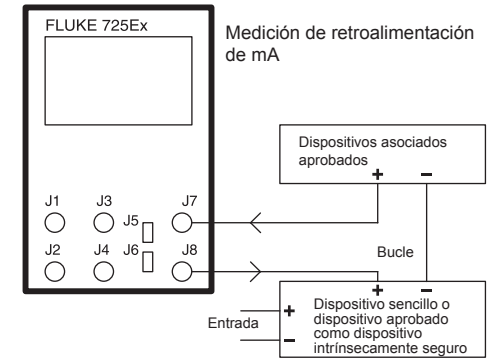 FLUKE 725Ex
Medición de retroalimentación
de mA
Dispositivos asociados
aprobados
+ −
J1 J3 J5 J7
J2 J4 J6 J8
Bucle
+ −
Entrada
+
−
Dispositivo sencillo o
dispositivo aprobado
como dispositivo
intrínsecamente seguro